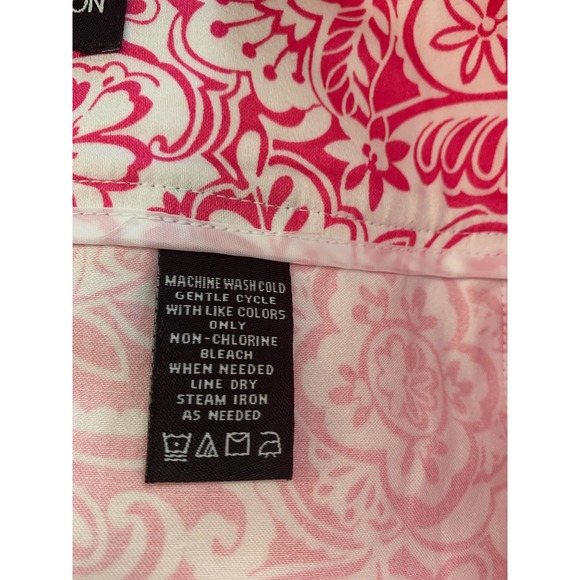 ON
MACHINE WASH COLD
GENTLE CYCLE
WITH LIKE COLORS
ONLY
NON-CHLORINE
BLEACH
WHEN NEEDED
LINE DRY
STEAM IRON
AS NEEDED